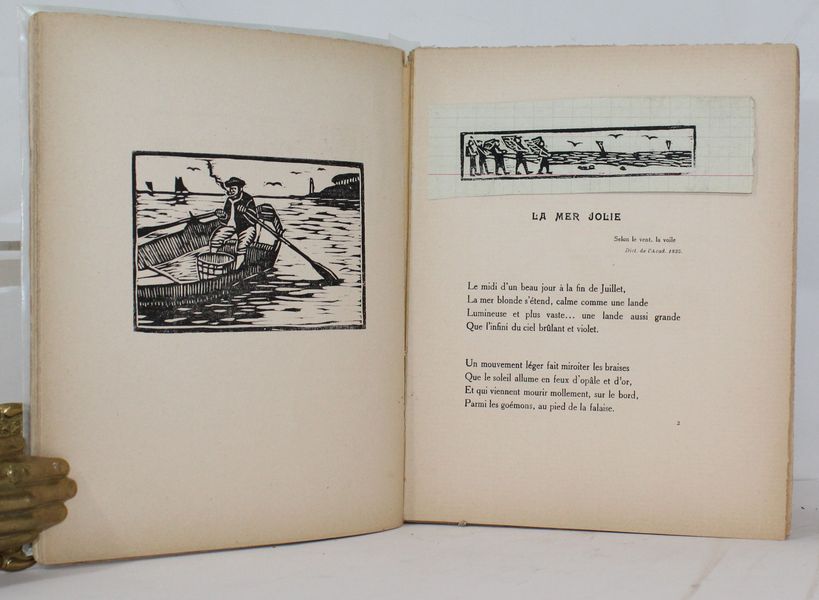 LA MER JOLIE
Selon le vent, la voile
Dict. de l'Acad. 1835.
Le midi d'un beau jour à la fin de Juillet,
La mer blonde s'étend, calme comme une lande
Lumineuse et plus vaste... une lande aussi grande
Que l'infini du ciel brûlant et violet.
Un mouvement léger fait miroiter les braises
Que le soleil allume en feux d'opâle et d'or,
Et qui viennent mourir mollement, sur le bord,
Parmi les goémons, au pied de la falaise.
2